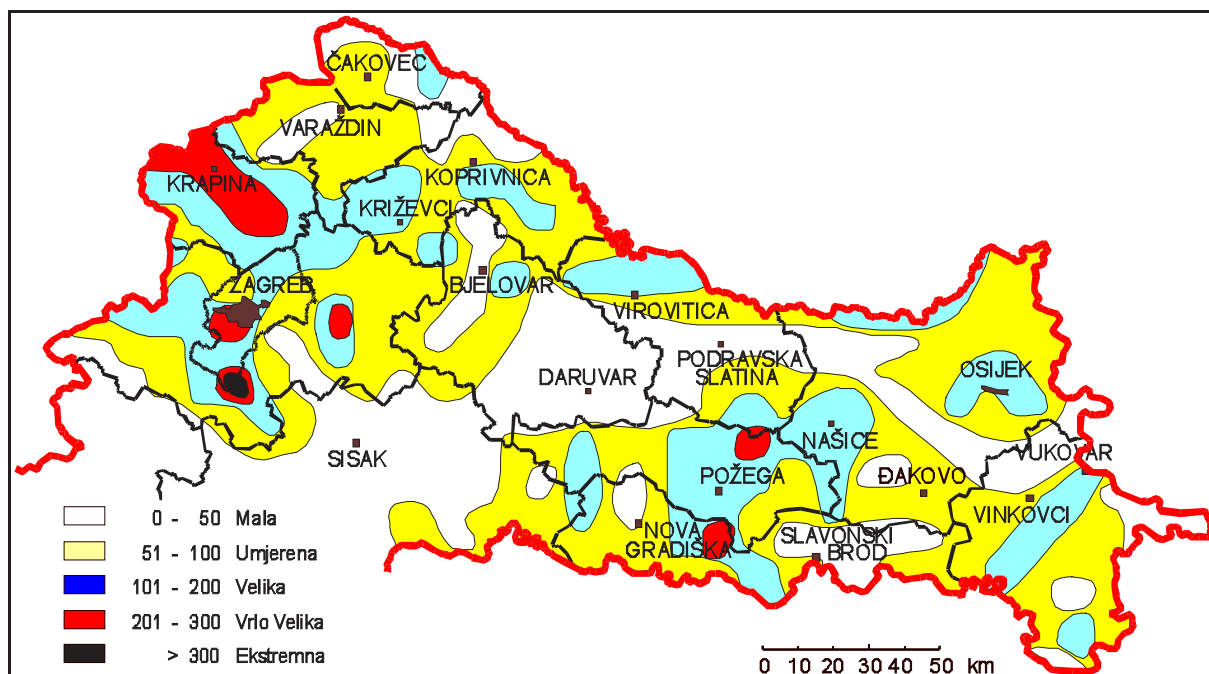 ČAKOVEC
VARAŽDIN
KRAPINA
KOPRIVNICA
KRIŽEVCI
ZAGREB
BJELOVAR
VIROVITICA
PODRAVSKA
SLATINA
DARUVAR
OSIJEK
NAŠICE
SISAK
POŽEGA
ĐAKOVO
VUKOVAR
VINKOVCI
NOVA
GRADIŠKA
SLAVONSKI
BROD
0 - 50 Mala
51 - 100 Umjerena
101 - 200 Velika
201 - 300 Vrlo Velika
> 300 Ekstremna
0 10 20 30 40 50 km